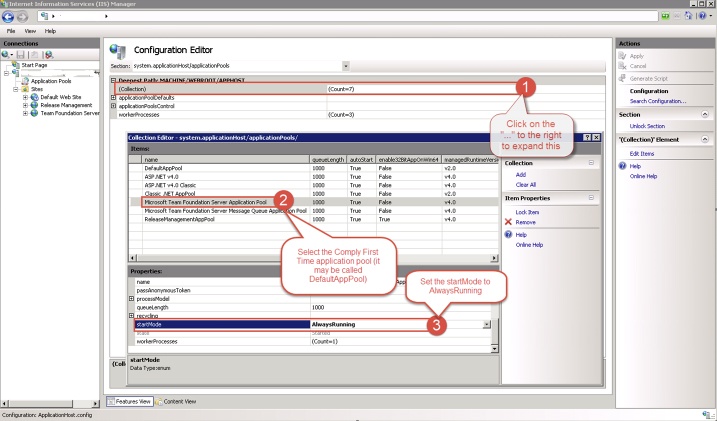 Internet Information Services (IIS) Manager
File View Help
Connections
Start Page
Application Pools
Sites
Default Web Site
Release Management
Team Foundation Server
Configuration Editor
Section: system.applicationHost/applicationPools
Deepest Path: MACHINE/WEBROOT/APPHOST
(Collection) (Count=7)
applicationPoolDefaults
applicationPoolsControl
workerProcesses (Count=3)
1
Click on the
"..." to the right
to expand this
Collection Editor - system.applicationHost/applicationPools/
Items:
name queueLength autoStart enable32BitAppOnWin64 managedRuntimeVersi
DefaultAppPool 1000 True False v2.0
ASP.NET v4.0 1000 True False v4.0
ASP.NET v4.0 Classic 1000 True False v4.0
Classic .NET AppPool 1000 True False v2.0
Microsoft Team Foundation Server Application Pool 1000 True False v4.0
Microsoft Team Foundation Server Message Queue Application Pool 1000 True False v4.0
ReleaseManagementAppPool 1000 True True v4.0
2
Select the Comply First
Time application pool (it
may be called
DefaultAppPool)
Properties:
name
passAnonymousToken
processModel
queueLength 1000
recycling
startMode AlwaysRunning
state Started
workerProcesses (Count=1)
startMode
Data Type:enum
3
Set the startMode to
AlwaysRunning
Collection
Add
Clear All
Item Properties
Lock Item
Remove
Help
Online Help
Actions
Apply
Cancel
Generate Script
Configuration
Search Configuration...
Section
Unlock Section
"(Collection)" Element
Edit Items
Help
Online Help
(Coll
Features View Content View
Configuration: ApplicationHost.config